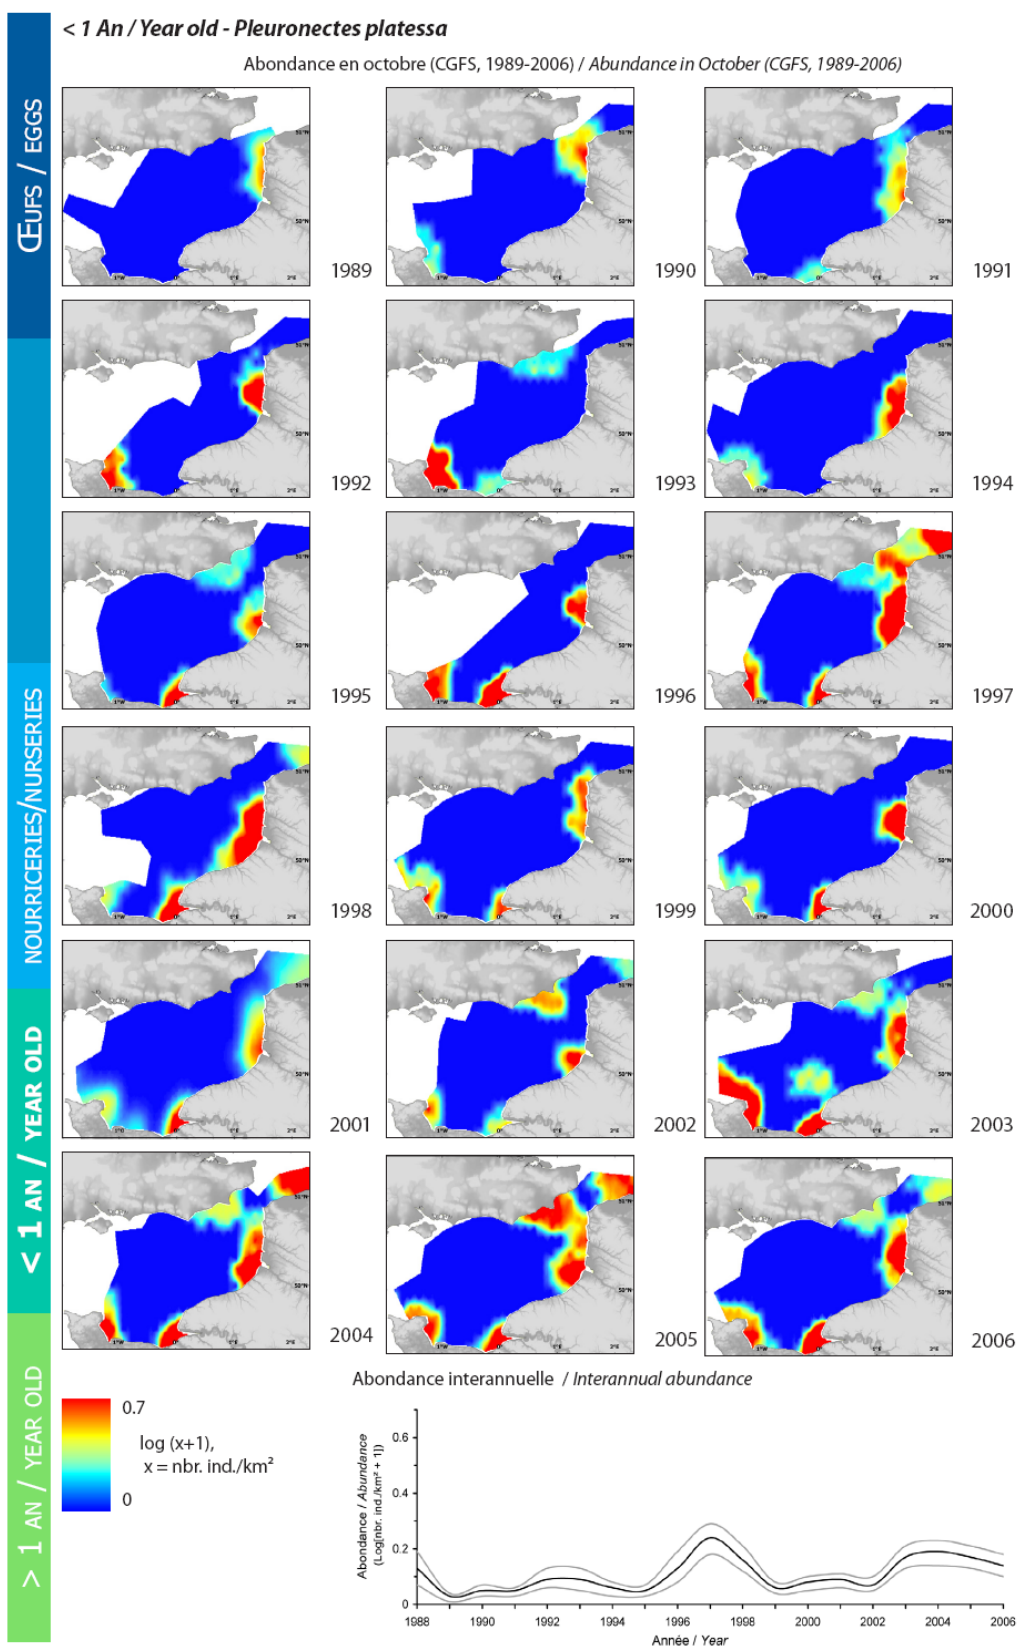 < 1 An / Year old - Pleuronectes platessa
Abondance en octobre (CGFS, 1989-2006) / Abundance in October (CGFS, 1989-2006)
ŒUFS / EGGS
NOURRICERIES/NURSERIES
< 1 AN / YEAR OLD
> 1 AN / YEAR OLD
1989
1990
1991
1992
1993
1994
1995
1996
1997
1998
1999
2000
2001
2002
2003
2004
2005
2006
Abondance interannuelle / Interannual abundance
0.7
log (x+1),
x = nbr. ind./km²
0
Abondance / Abundance
(Log[nbr. ind./km² + 1])
0.6
0.4
0.2
0
1988 1990 1992 1994 1996 1998 2000 2002 2004 2006
Année / Year